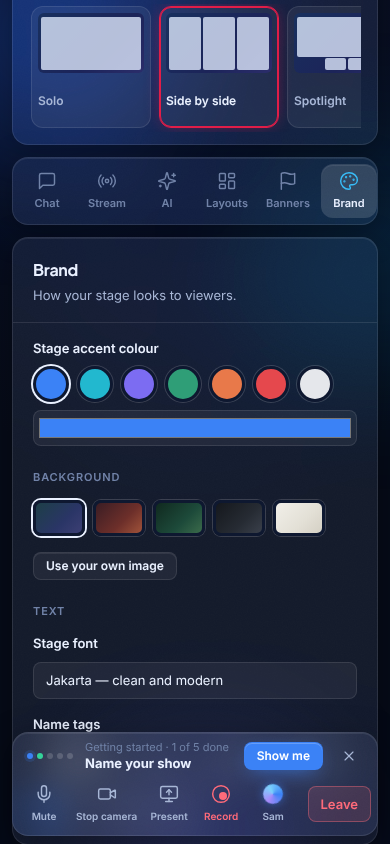 Solo
Side by side
Spotlight
Chat
Stream
AI
Layouts
Banners
Brand
Brand
How your stage looks to viewers.
Stage accent colour
BACKGROUND
Use your own image
TEXT
Stage font
Jakarta — clean and modern
Name tags
Getting started · 1 of 5 done
Name your show
Show me
Mute
Stop camera
Present
Record
Sam
Leave